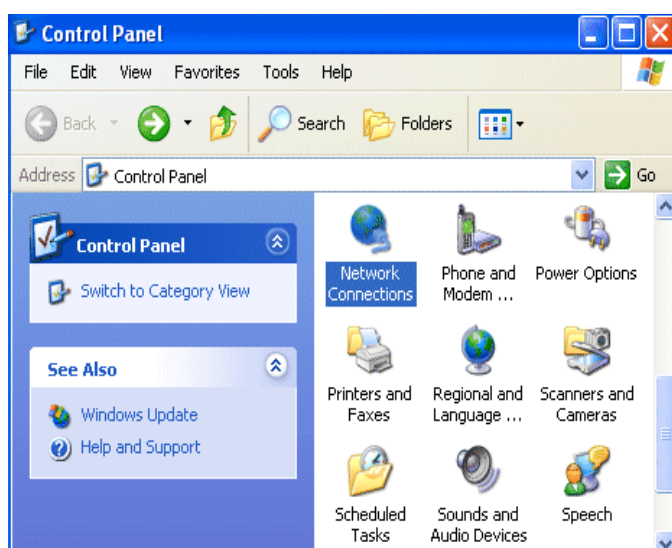 Control Panel
File Edit View Favorites Tools Help
Back Search Folders
Address Control Panel Go
Control Panel
Switch to Category View
See Also
Windows Update
Help and Support
Network
Connections
Phone and
Modem ...
Power Options
Printers and
Faxes
Regional and
Language ...
Scanners and
Cameras
Scheduled
Tasks
Sounds and
Audio Devices
Speech